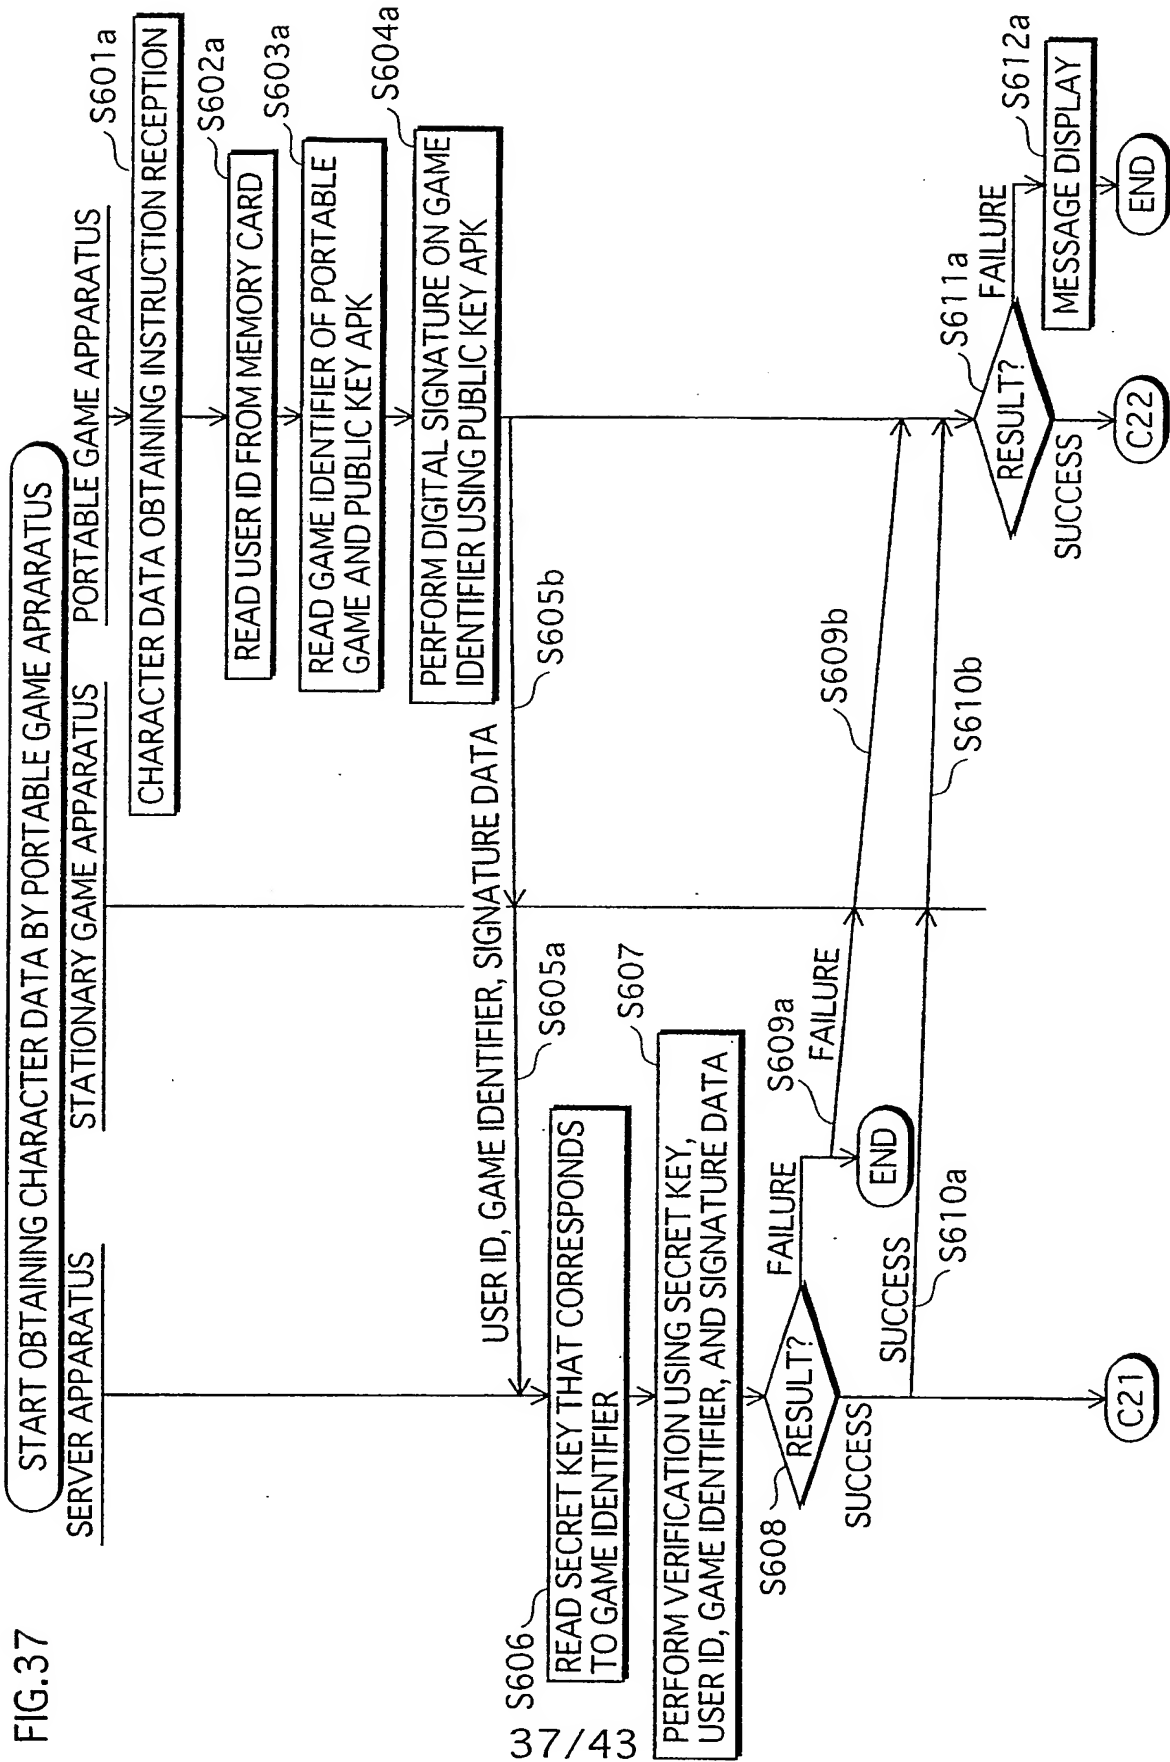 FIG.37
START OBTAINING CHARACTER DATA BY PORTABLE GAME APRARATUS
SERVER APPARATUS
STATIONARY GAME APPARATUS
PORTABLE GAME APPARATUS
S601a
CHARACTER DATA OBTAINING INSTRUCTION RECEPTION
S602a
READ USER ID FROM MEMORY CARD
S603a
READ GAME IDENTIFIER OF PORTABLE
GAME AND PUBLIC KEY APK
S604a
PERFORM DIGITAL SIGNATURE ON GAME
IDENTIFIER USING PUBLIC KEY APK
USER ID, GAME IDENTIFIER, SIGNATURE DATA
S605b
S605a
S606
READ SECRET KEY THAT CORRESPONDS
TO GAME IDENTIFIER
S607
PERFORM VERIFICATION USING SECRET KEY,
USER ID, GAME IDENTIFIER, AND SIGNATURE DATA
S608
RESULT?
FAILURE
S609a
FAILURE
S609b
END
SUCCESS
SUCCESS
S610a
S610b
C21
S611a
RESULT?
FAILURE
S612a
MESSAGE DISPLAY
END
SUCCESS
C22
37/43